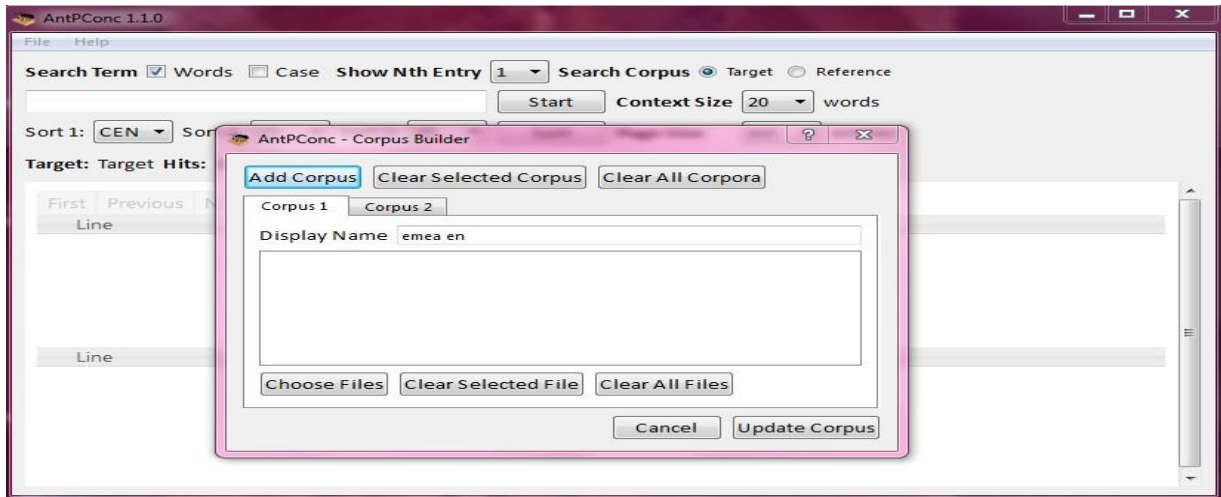 AntPConc 1.1.0
File Help
Search Term Words Case Show Nth Entry 1 Search Corpus Target Reference
Start Context Size 20 words
Sort 1: CEN Sor
AntPConc - Corpus Builder
Target: Target Hits:
Add Corpus Clear Selected Corpus Clear All Corpora
First Previous N
Corpus 1 Corpus 2
Line
Display Name emea en
Line
Choose Files Clear Selected File Clear All Files
Cancel Update Corpus